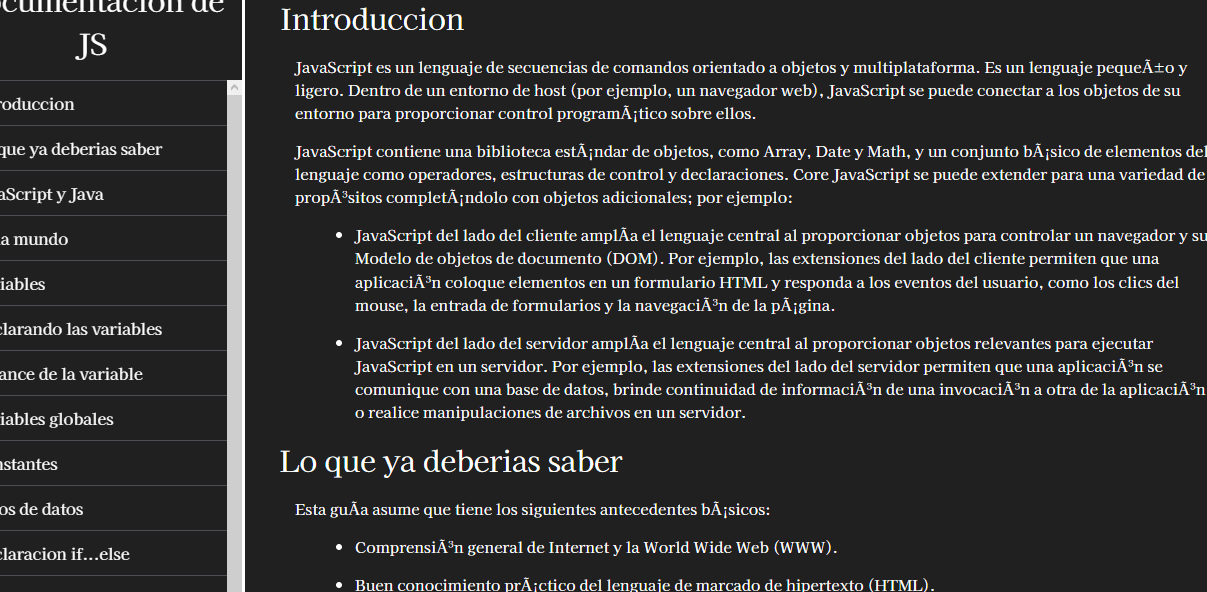 ocumentacion de
JS
roduccion
que ya deberias saber
aScript y Java
a mundo
iables
clarando las variables
ance de la variable
iables globales
nstantes
os de datos
claracion if...else
Introduccion
JavaScript es un lenguaje de secuencias de comandos orientado a objetos y multiplataforma. Es un lenguaje pequeÃ±o y
ligero. Dentro de un entorno de host (por ejemplo, un navegador web), JavaScript se puede conectar a los objetos de su
entorno para proporcionar control programÃ¡tico sobre ellos.
JavaScript contiene una biblioteca estÃ¡ndar de objetos, como Array, Date y Math, y un conjunto bÃ¡sico de elementos del
lenguaje como operadores, estructuras de control y declaraciones. Core JavaScript se puede extender para una variedad de
propÃ³sitos completÃ¡ndolo con objetos adicionales; por ejemplo:
• JavaScript del lado del cliente amplÃa el lenguaje central al proporcionar objetos para controlar un navegador y su
Modelo de objetos de documento (DOM). Por ejemplo, las extensiones del lado del cliente permiten que una
aplicaciÃ³n coloque elementos en un formulario HTML y responda a los eventos del usuario, como los clics del
mouse, la entrada de formularios y la navegaciÃ³n de la pÃ¡gina.
• JavaScript del lado del servidor amplÃa el lenguaje central al proporcionar objetos relevantes para ejecutar
JavaScript en un servidor. Por ejemplo, las extensiones del lado del servidor permiten que una aplicaciÃ³n se
comunique con una base de datos, brinde continuidad de informaciÃ³n de una invocaciÃ³n a otra de la aplicaciÃ³n
o realice manipulaciones de archivos en un servidor.
Lo que ya deberias saber
Esta guÃa asume que tiene los siguientes antecedentes bÃ¡sicos:
• ComprensiÃ³n general de Internet y la World Wide Web (WWW).
• Buen conocimiento prÃ¡ctico del lenguaje de marcado de hipertexto (HTML).